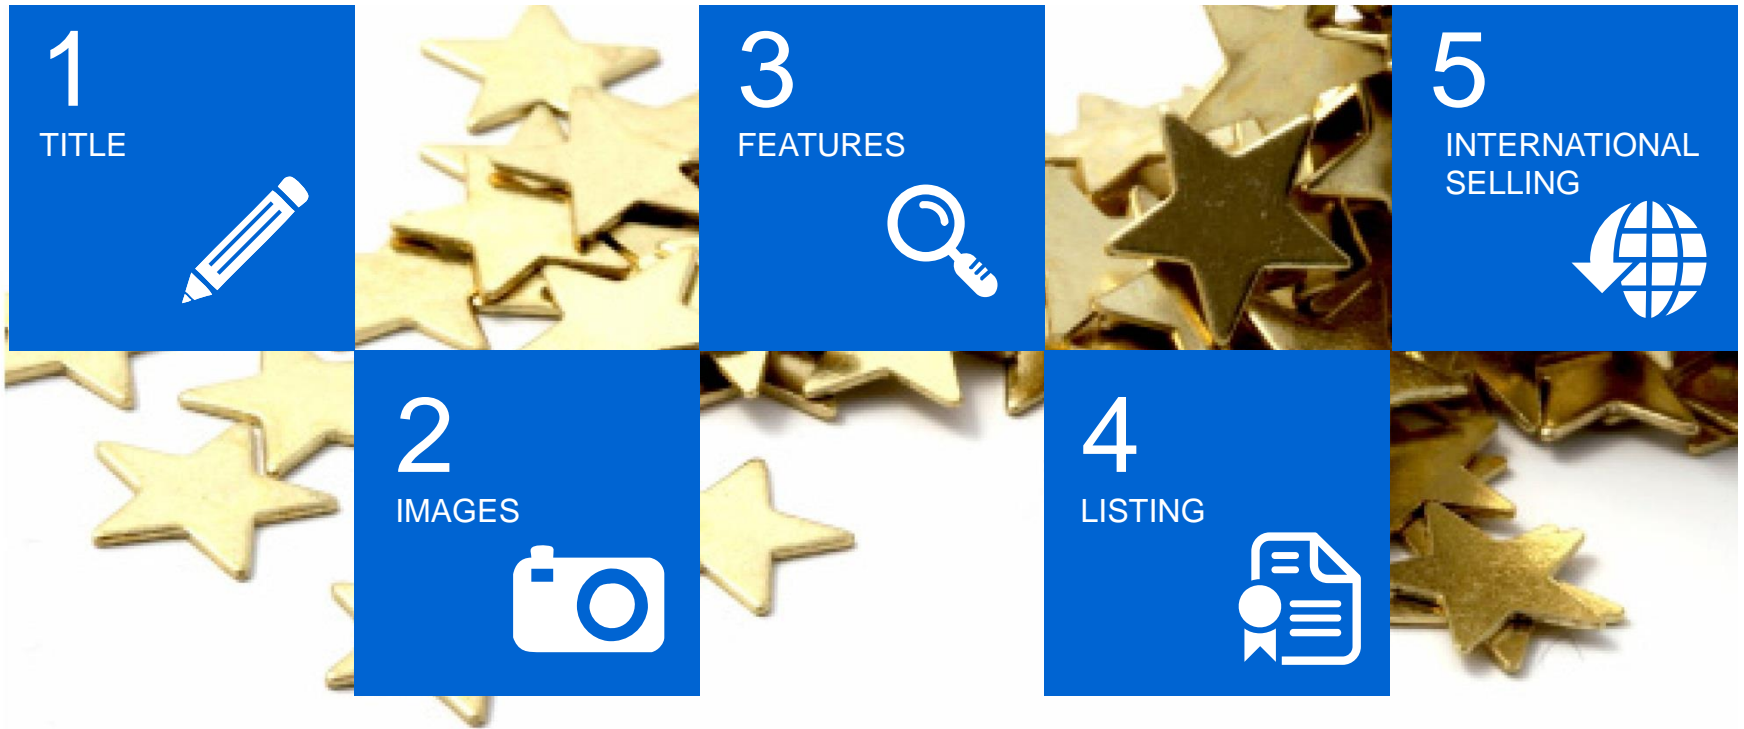 1
TITLE
2
IMAGES
3
FEATURES
4
LISTING
5
INTERNATIONAL
SELLING